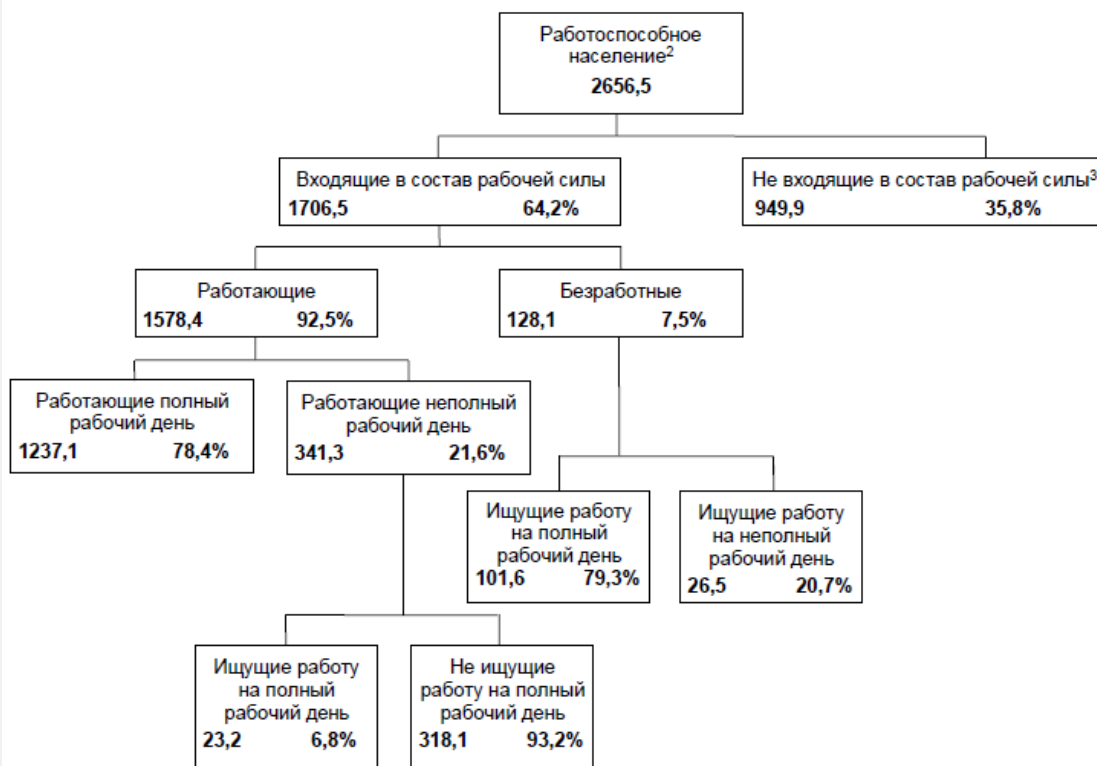 Работоспособное
население²
2656,5
Входящие в состав рабочей силы
1706,5 64,2%
Не входящие в состав рабочей силы³
949,9 35,8%
Работающие
1578,4 92,5%
Безработные
128,1 7,5%
Работающие полный
рабочий день
1237,1 78,4%
Работающие неполный
рабочий день
341,3 21,6%
Ищущие работу
на полный
рабочий день
101,6 79,3%
Ищущие работу
на неполный
рабочий день
26,5 20,7%
Ищущие работу
на полный
рабочий день
23,2 6,8%
Не ищущие
работу на полный
рабочий день
318,1 93,2%